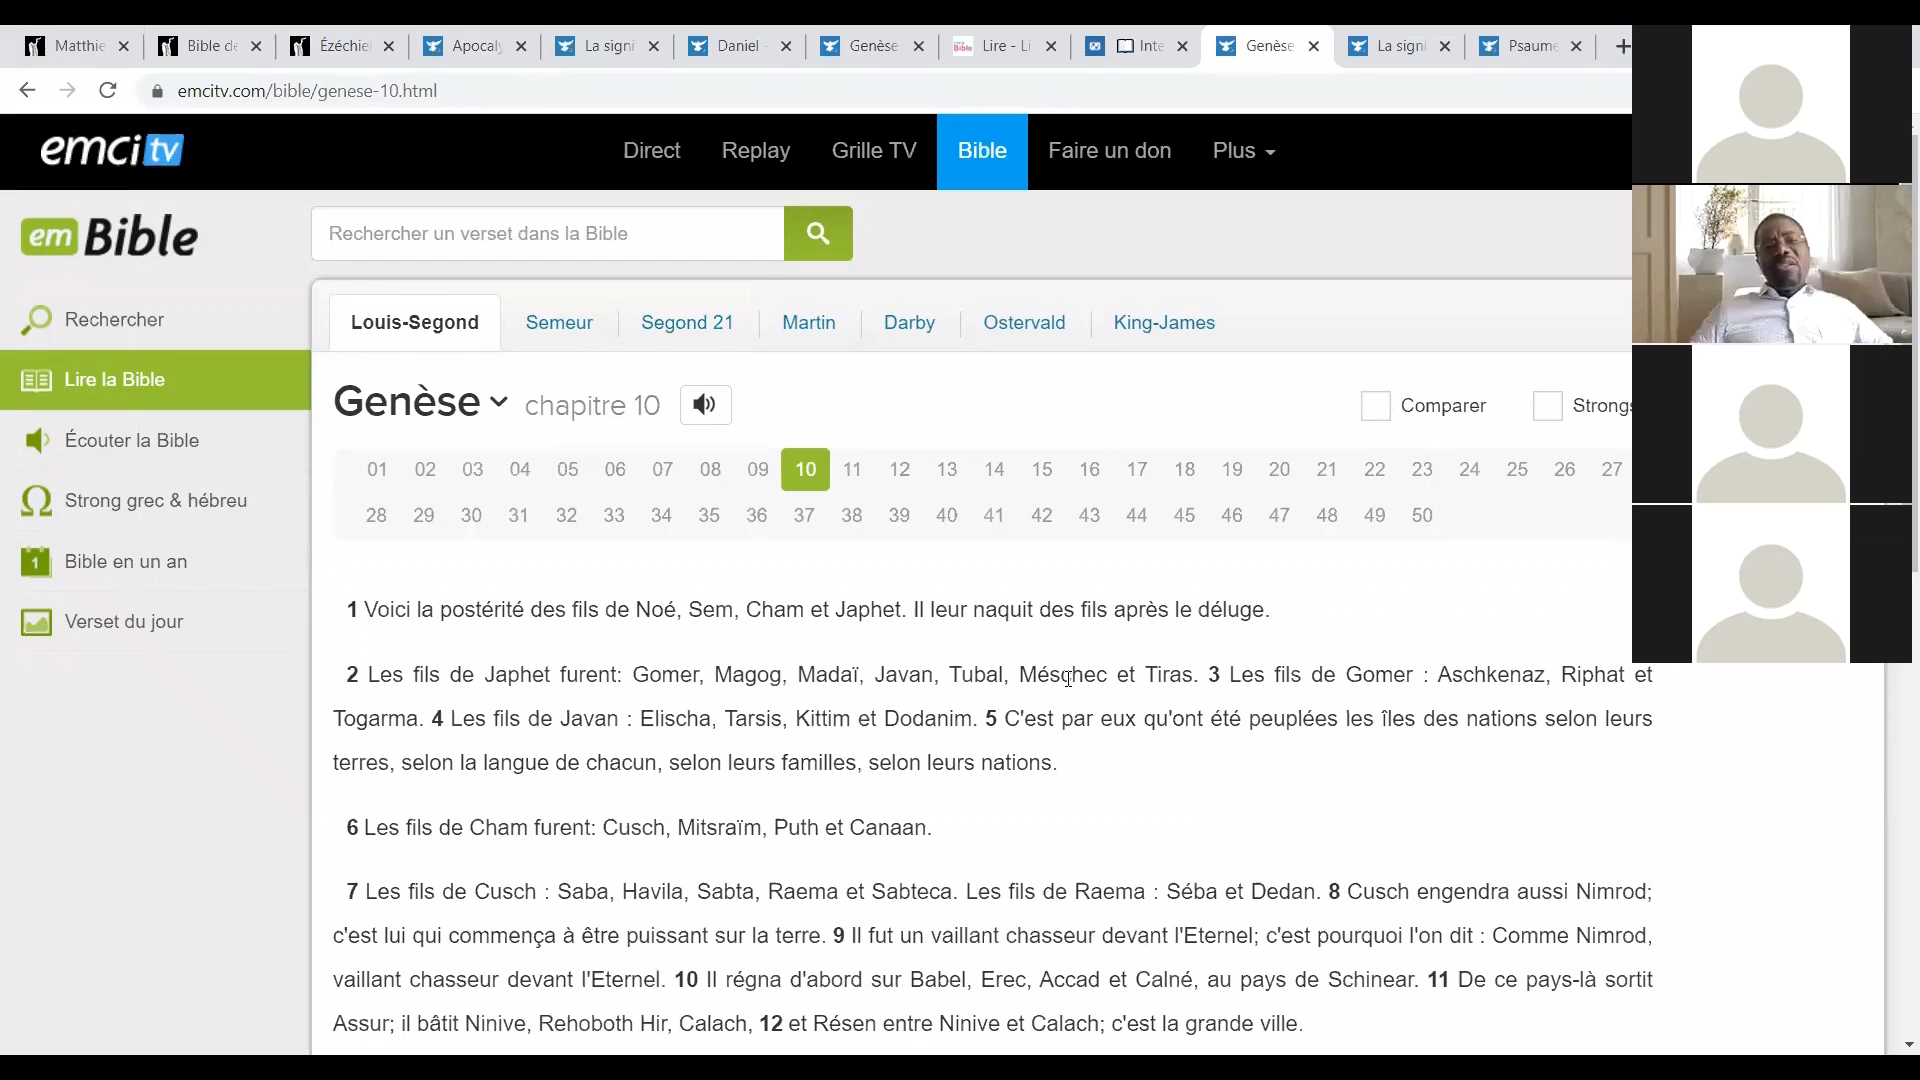 Matthie
Bible de
Ézéchiel
Apocaly
La signi
Daniel -
Genèse
Lire - Li
Inte
Genèse
La signi
Psaume
emcitv.com/bible/genese-10.html
emci tv
Direct
Replay
Grille TV
Bible
Faire un don
Plus
em Bible
Rechercher un verset dans la Bible
Rechercher
Lire la Bible
Écouter la Bible
Strong grec & hébreu
Bible en un an
Verset du jour
Louis-Segond
Semeur
Segond 21
Martin
Darby
Ostervald
King-James
Genèse chapitre 10
Comparer
Strongs
01 02 03 04 05 06 07 08 09 10 11 12 13 14 15 16 17 18 19 20 21 22 23 24 25 26 27
28 29 30 31 32 33 34 35 36 37 38 39 40 41 42 43 44 45 46 47 48 49 50
1 Voici la postérité des fils de Noé, Sem, Cham et Japhet. Il leur naquit des fils après le déluge.
2 Les fils de Japhet furent: Gomer, Magog, Madaï, Javan, Tubal, Méschec et Tiras. 3 Les fils de Gomer : Aschkenaz, Riphat et
Togarma. 4 Les fils de Javan : Elischa, Tarsis, Kittim et Dodanim. 5 C'est par eux qu'ont été peuplées les îles des nations selon leurs
terres, selon la langue de chacun, selon leurs familles, selon leurs nations.
6 Les fils de Cham furent: Cusch, Mitsraïm, Puth et Canaan.
7 Les fils de Cusch : Saba, Havila, Sabta, Raema et Sabteca. Les fils de Raema : Séba et Dedan. 8 Cusch engendra aussi Nimrod;
c'est lui qui commença à être puissant sur la terre. 9 Il fut un vaillant chasseur devant l'Eternel; c'est pourquoi l'on dit : Comme Nimrod,
vaillant chasseur devant l'Eternel. 10 Il régna d'abord sur Babel, Erec, Accad et Calné, au pays de Schinear. 11 De ce pays-là sortit
Assur; il bâtit Ninive, Rehoboth Hir, Calach, 12 et Résen entre Ninive et Calach; c'est la grande ville.